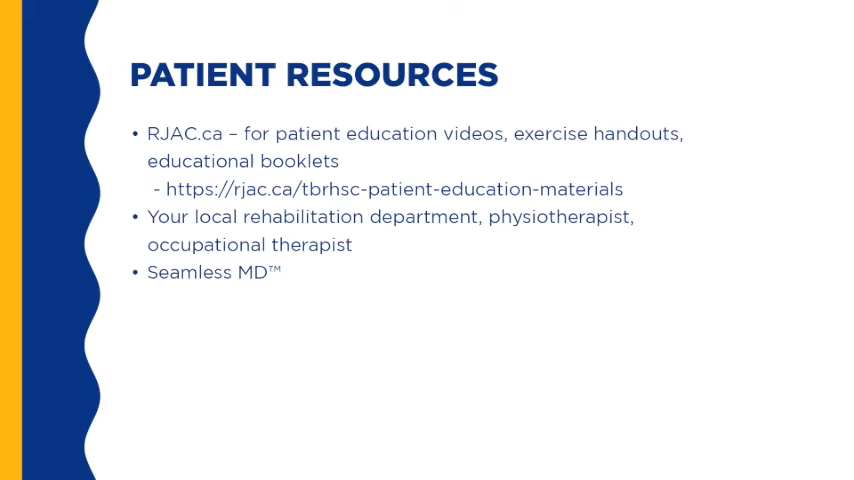 PATIENT RESOURCES
• RJAC.ca – for patient education videos, exercise handouts,
educational booklets
- https://rjac.ca/tbrhsc-patient-education-materials
• Your local rehabilitation department, physiotherapist,
occupational therapist
• Seamless MD™